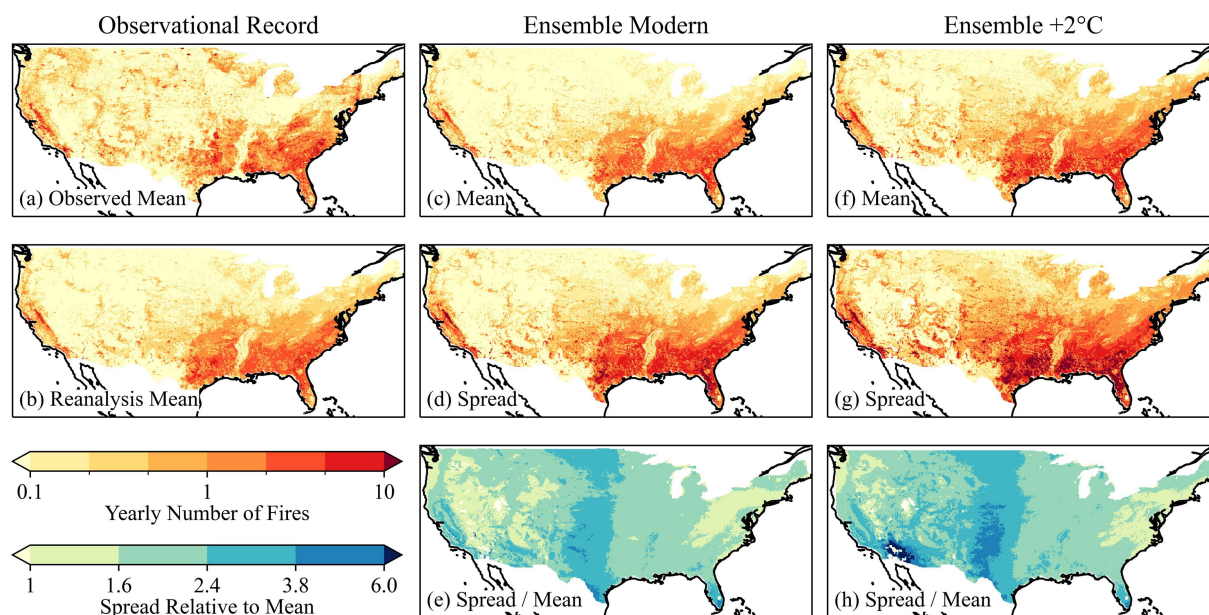 Observational Record
Ensemble Modern
Ensemble +2°C
(a) Observed Mean
(c) Mean
(f) Mean
(b) Reanalysis Mean
(d) Spread
(g) Spread
0.1
1
10
Yearly Number of Fires
1
1.6
2.4
3.8
6.0
Spread Relative to Mean
(e) Spread / Mean
(h) Spread / Mean